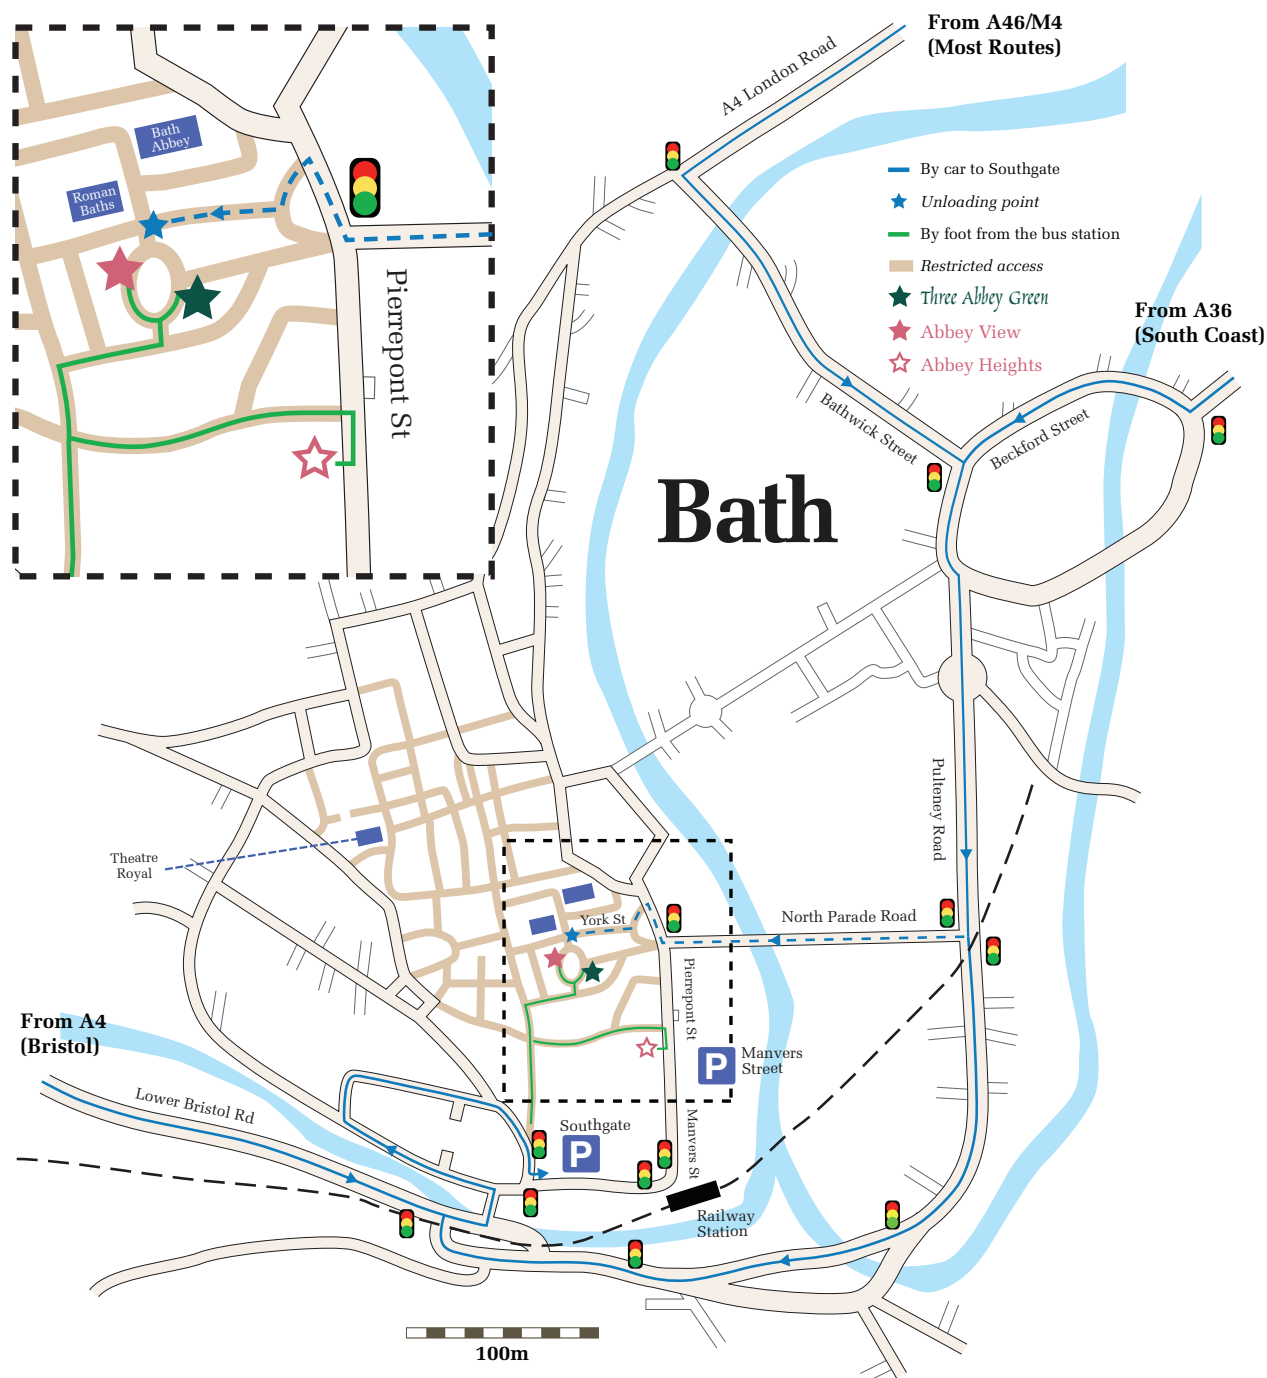 From A46/M4
(Most Routes)
A4 London Road
Bath
Abbey
Roman
Baths
Pierrepont St
By car to Southgate
Unloading point
By foot from the bus station
Restricted access
Three Abbey Green
Abbey View
Abbey Heights
From A36
(South Coast)
Bathwick Street
Beckford Street
Bath
Pulteney Road
Theatre
Royal
York St
North Parade Road
Pierrepont St
From A4
(Bristol)
Lower Bristol Rd
P
Manvers
Street
Southgate
P
Manvers St
Railway
Station
100m